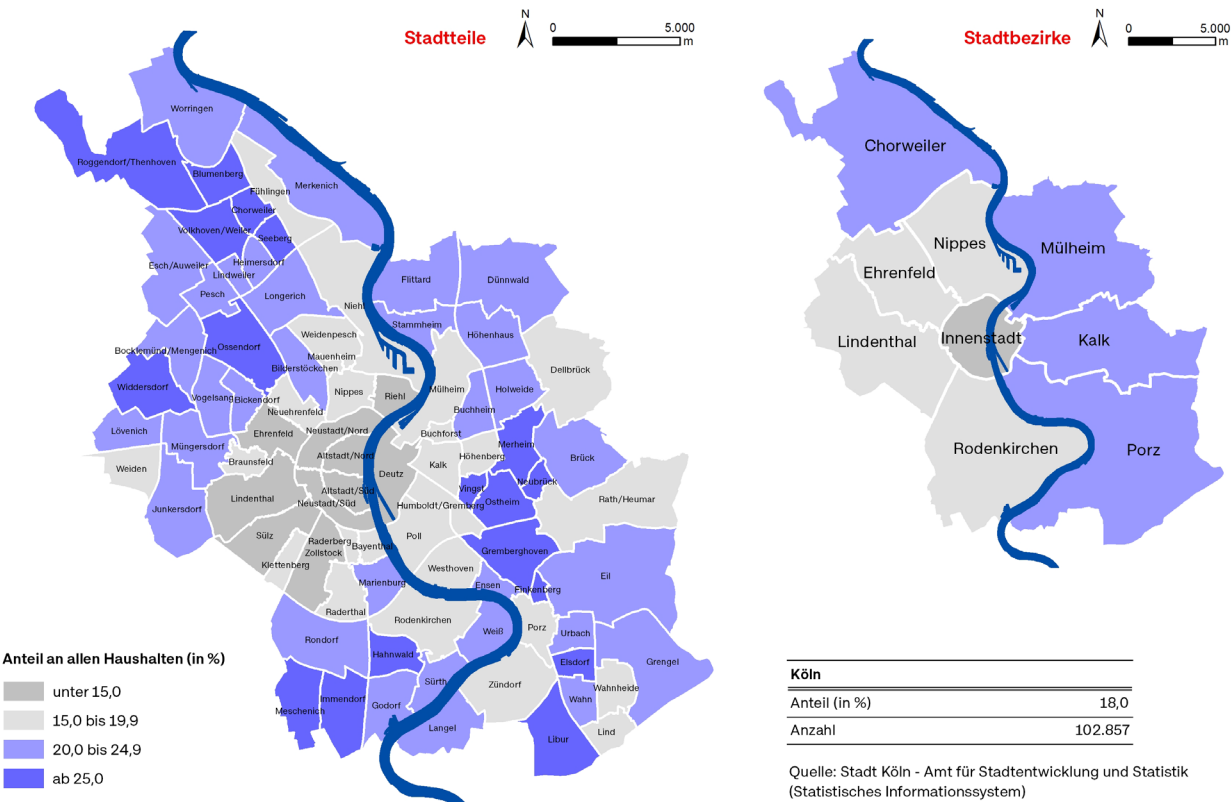 Stadtteile
N
0
5.000
m
Stadtbezirke
N
0
5.000
m
Worringen
Roggendorf/Thenhoven
Blumenberg
Fühlingen
Merkenich
Chorweiler
Volkhoven/Weiler
Seeberg
Esch/Auweiler
Heimersdorf
Lindweiler
Pesch
Longerich
Niehl
Flittard
Dünnwald
Stammheim
Höhenhaus
Weidenpesch
Bocklemünd/Mengenich
Ossendorf
Mauenheim
Bilderstöckchen
Dellbrück
Widdersdorf
Vogelsang
Bickendorf
Nippes
Riehl
Mülheim
Holweide
Neuehrenfeld
Buchheim
Lövenich
Ehrenfeld
Neustadt/Nord
Buchforst
Müngersdorf
Merheim
Altstadt/Nord
Höhenberg
Brück
Weiden
Braunsfeld
Kalk
Deutz
Neubrück
Lindenthal
Altstadt/Süd
Vingst
Rath/Heumar
Neustadt/Süd
Ostheim
Humboldt/Gremberg
Junkersdorf
Sülz
Raderberg
Zollstock
Bayenthal
Poll
Gremberghoven
Klettenberg
Westhoven
Marienburg
Ensen
Finkenberg
Eil
Raderthal
Rodenkirchen
Rondorf
Weiß
Porz
Urbach
Hahnwald
Elsdorf
Grengel
Sürth
Zündorf
Wahnheide
Meschenich
Immendorf
Godorf
Wahn
Langel
Libur
Lind
Chorweiler
Nippes
Mülheim
Ehrenfeld
Lindenthal
Innenstadt
Kalk
Rodenkirchen
Porz
Anteil an allen Haushalten (in %)
unter 15,0
15,0 bis 19,9
20,0 bis 24,9
ab 25,0
Köln
Anteil (in %) 18,0
Anzahl 102.857
Quelle: Stadt Köln - Amt für Stadtentwicklung und Statistik
(Statistisches Informationssystem)